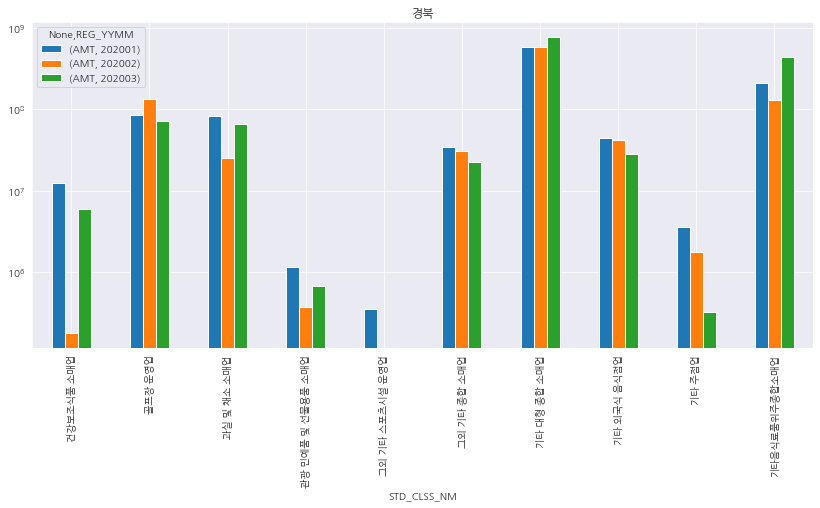 경북
None,REG_YYMM
(AMT, 202001)
(AMT, 202002)
(AMT, 202003)
10⁹
10⁸
10⁷
10⁶
건강보조식품 소매업
골프장 운영업
과실 및 채소 소매업
관광 민예품 및 선물용품 소매업
그외 기타 스포츠시설 운영업
그외 기타 종합 소매업
기타 대형 종합 소매업
기타 외국식 음식점업
기타 주점업
기타음식료품위주종합소매업
STD_CLSS_NM